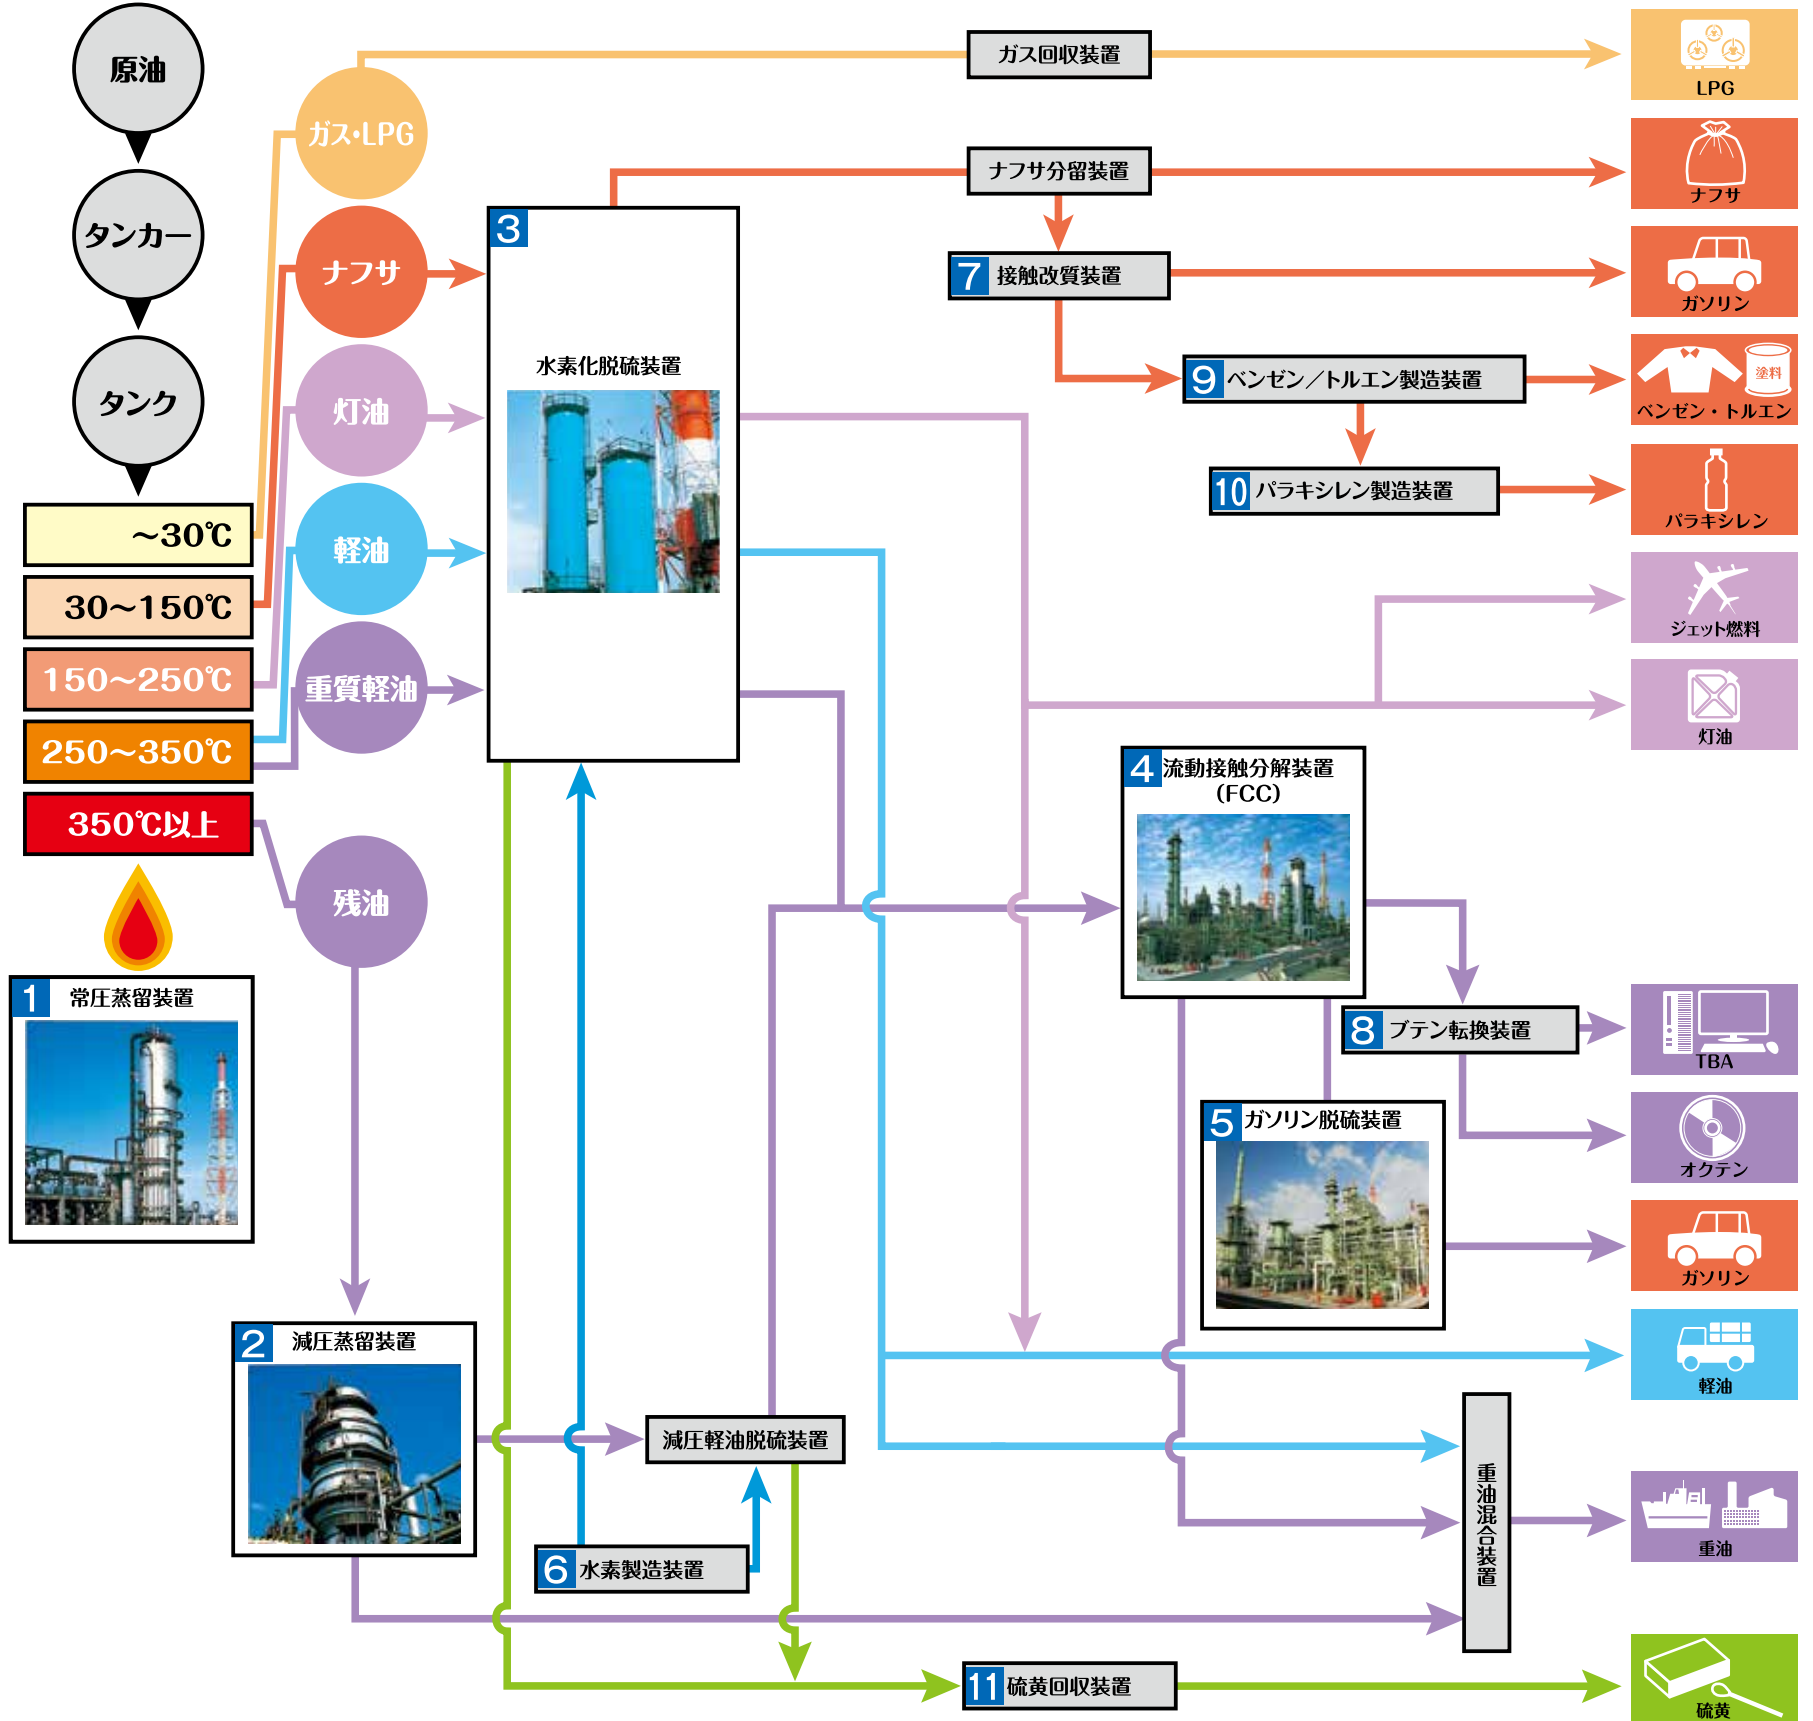 原油
タンカー
タンク
～30℃
30～150℃
150～250℃
250～350℃
350℃以上
1 常圧蒸留装置
ガス・LPG
ナフサ
灯油
軽油
重質軽油
残油
2 減圧蒸留装置
3
水素化脱硫装置
減圧軽油脱硫装置
6 水素製造装置
ガス回収装置
ナフサ分留装置
7 接触改質装置
9 ベンゼン／トルエン製造装置
10 パラキシレン製造装置
4 流動接触分解装置
(FCC)
8 ブテン転換装置
5 ガソリン脱硫装置
重油混合装置
11 硫黄回収装置
LPG
ナフサ
ガソリン
塗料
ベンゼン・トルエン
パラキシレン
ジェット燃料
灯油
TBA
オクテン
ガソリン
軽油
重油
硫黄